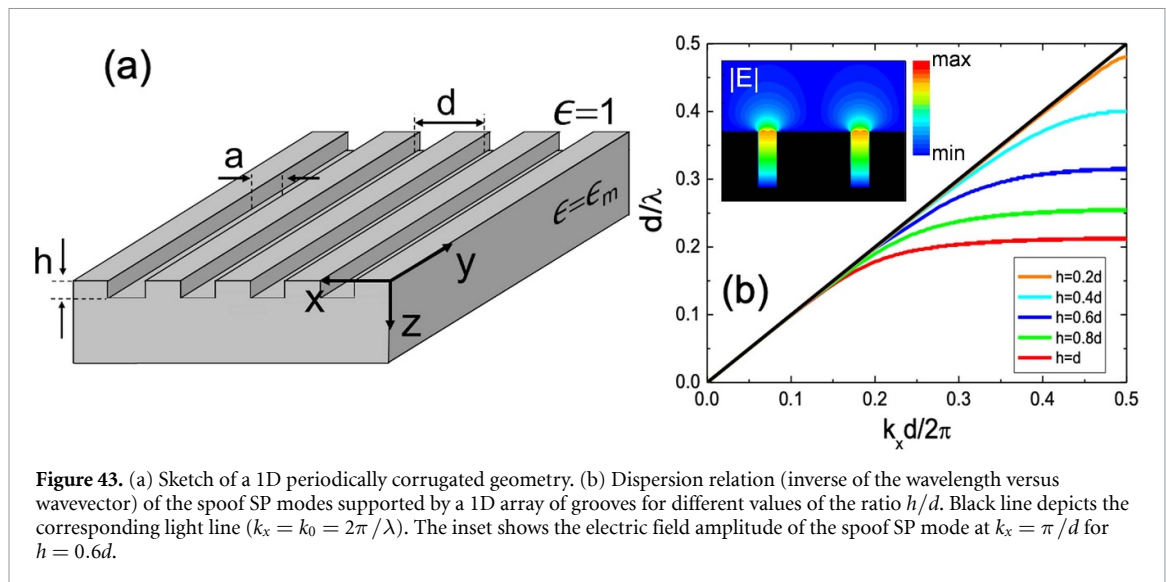 (a)
d
ϵ=1
a
ϵ=ϵm
h
y
x
z
0.5
0.4
0.3
0.2
0.1
0.0
d/λ
|E|
max
min
(b)
h=0.2d
h=0.4d
h=0.6d
h=0.8d
h=d
0.0 0.1 0.2 0.3 0.4 0.5
kₓd/2π
Figure 43. (a) Sketch of a 1D periodically corrugated geometry. (b) Dispersion relation (inverse of the wavelength versus
wavevector) of the spoof SP modes supported by a 1D array of grooves for different values of the ratio h/d. Black line depicts the
corresponding light line (kₓ = k₀ = 2π/λ). The inset shows the electric field amplitude of the spoof SP mode at kₓ = π/d for
h = 0.6d.